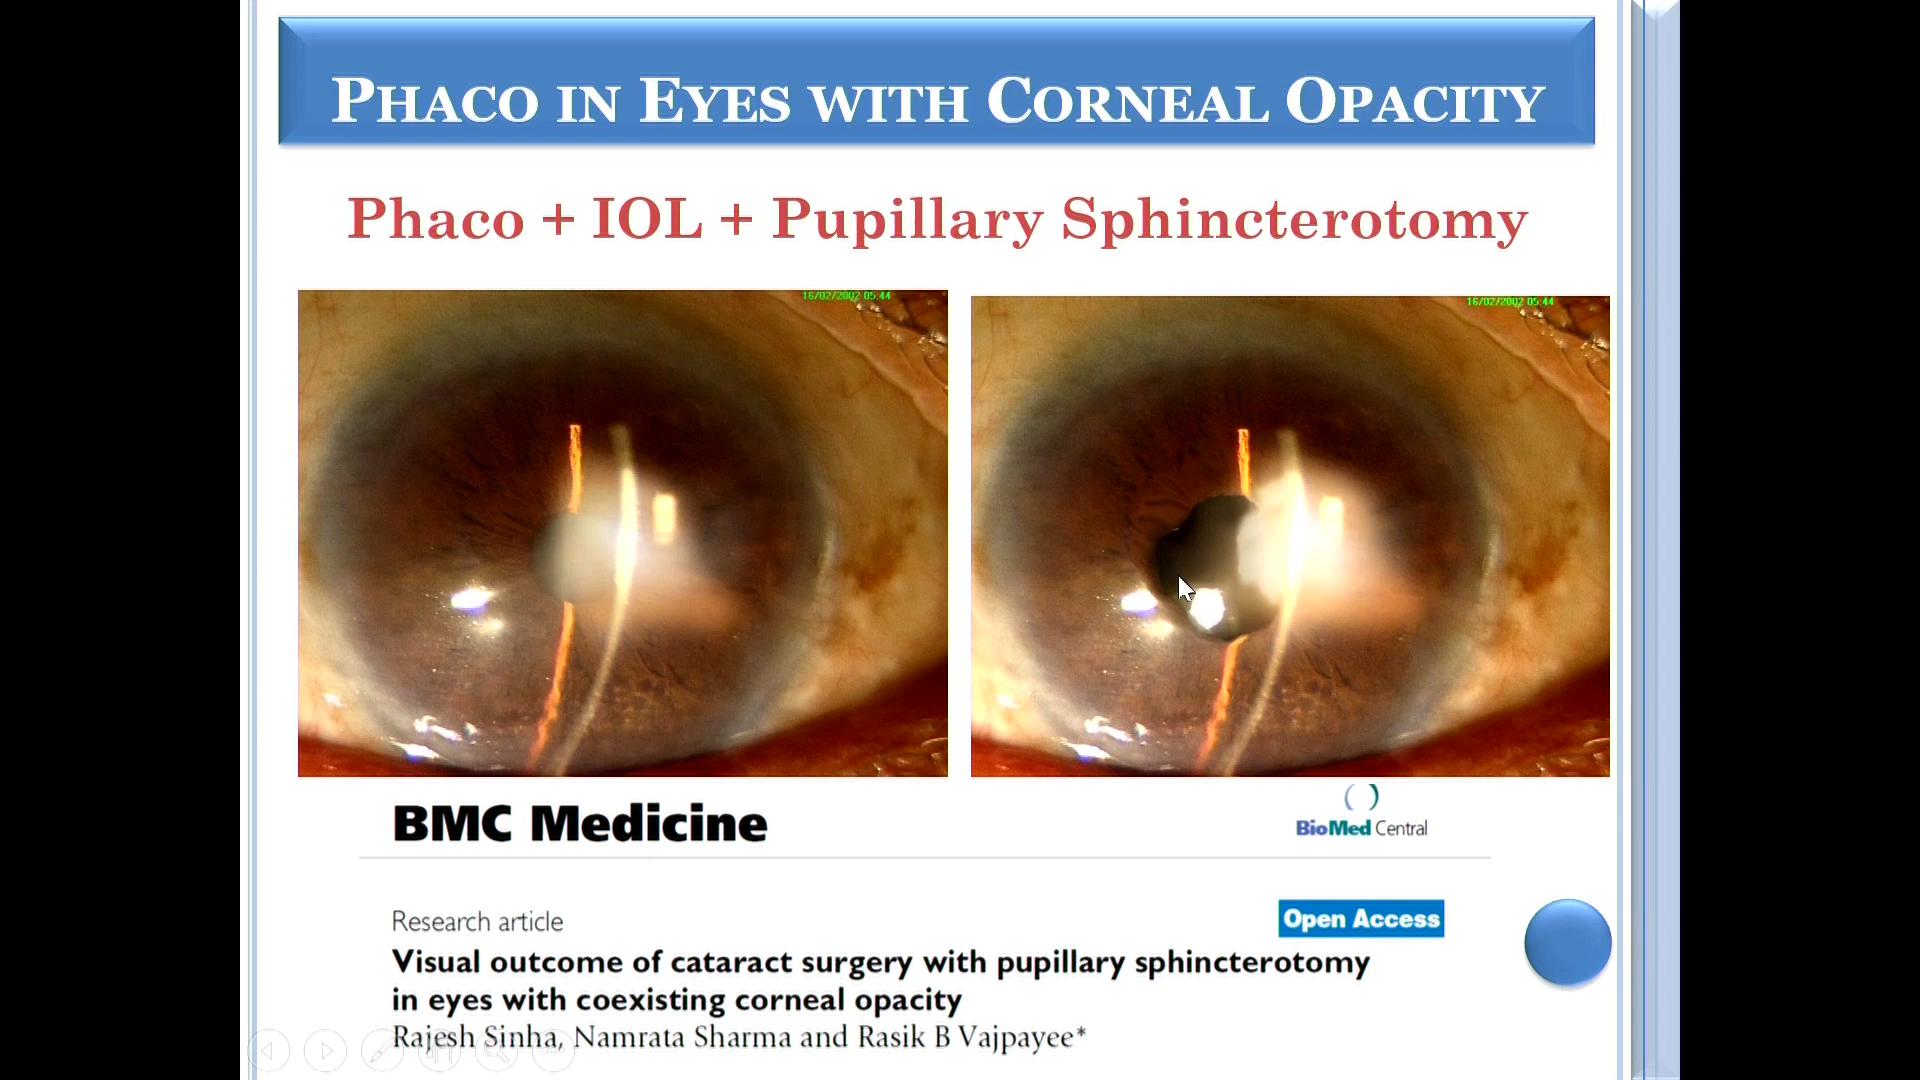 PHACO IN EYES WITH CORNEAL OPACITY
Phaco + IOL + Pupillary Sphincterotomy
16/02/2002 05:44
16/02/2002 05:44
BMC Medicine
BioMed Central
Research article
Open Access
Visual outcome of cataract surgery with pupillary sphincterotomy
in eyes with coexisting corneal opacity
Rajesh Sinha, Namrata Sharma and Rasik B Vajpayee*